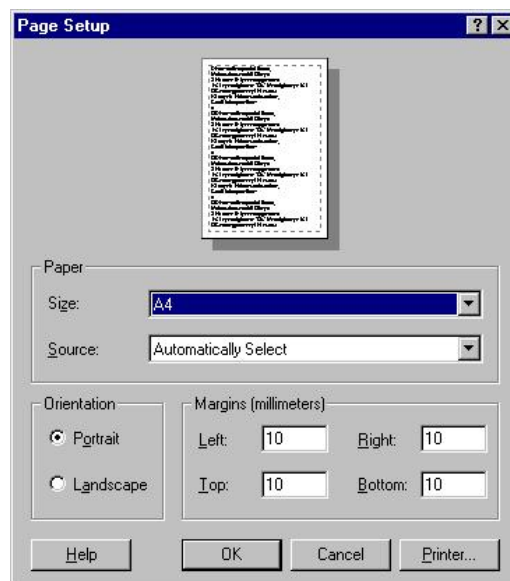 Page Setup
Paper
Size: A4
Source: Automatically Select
Orientation
Portrait
Landscape
Margins (millimeters)
Left: 10 Right: 10
Top: 10 Bottom: 10
Help OK Cancel Printer...